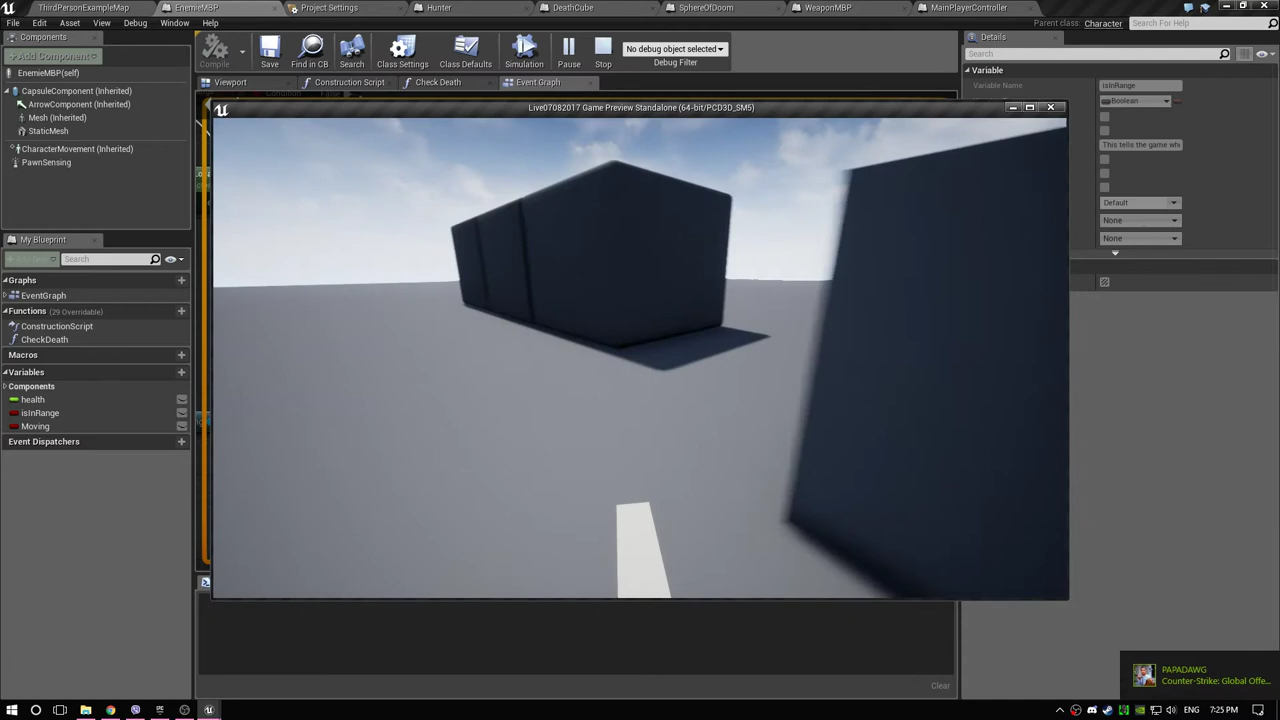 ThirdPersonExampleMap
EnemieMBP
Project Settings
Hunter
DeathCube
SphereOfDoom
WeaponMBP
MainPlayerController
File Edit Asset View Debug Window Help
Parent class: Character
Search For Help
Components
Add Component
EnemieMBP(self)
CapsuleComponent (Inherited)
ArrowComponent (Inherited)
Mesh (Inherited)
StaticMesh
CharacterMovement (Inherited)
PawnSensing
Compile
Save
Find in CB
Search
Class Settings
Class Defaults
Simulation
Pause
Stop
No debug object selected
Debug Filter
Viewport
Construction Script
Check Death
Event Graph
Live07082017 Game Preview Standalone (64-bit/PCD3D_SM5)
Details
Search
Variable
Variable Name
isInRange
Boolean
This tells the game whe
Default
None
None
My Blueprint
Search
Graphs
EventGraph
Functions (29 Overridable)
ConstructionScript
CheckDeath
Macros
Variables
Components
health
isInRange
Moving
Event Dispatchers
Clear
PAPADAWG
Counter-Strike: Global Offe...
ENG
7:25 PM